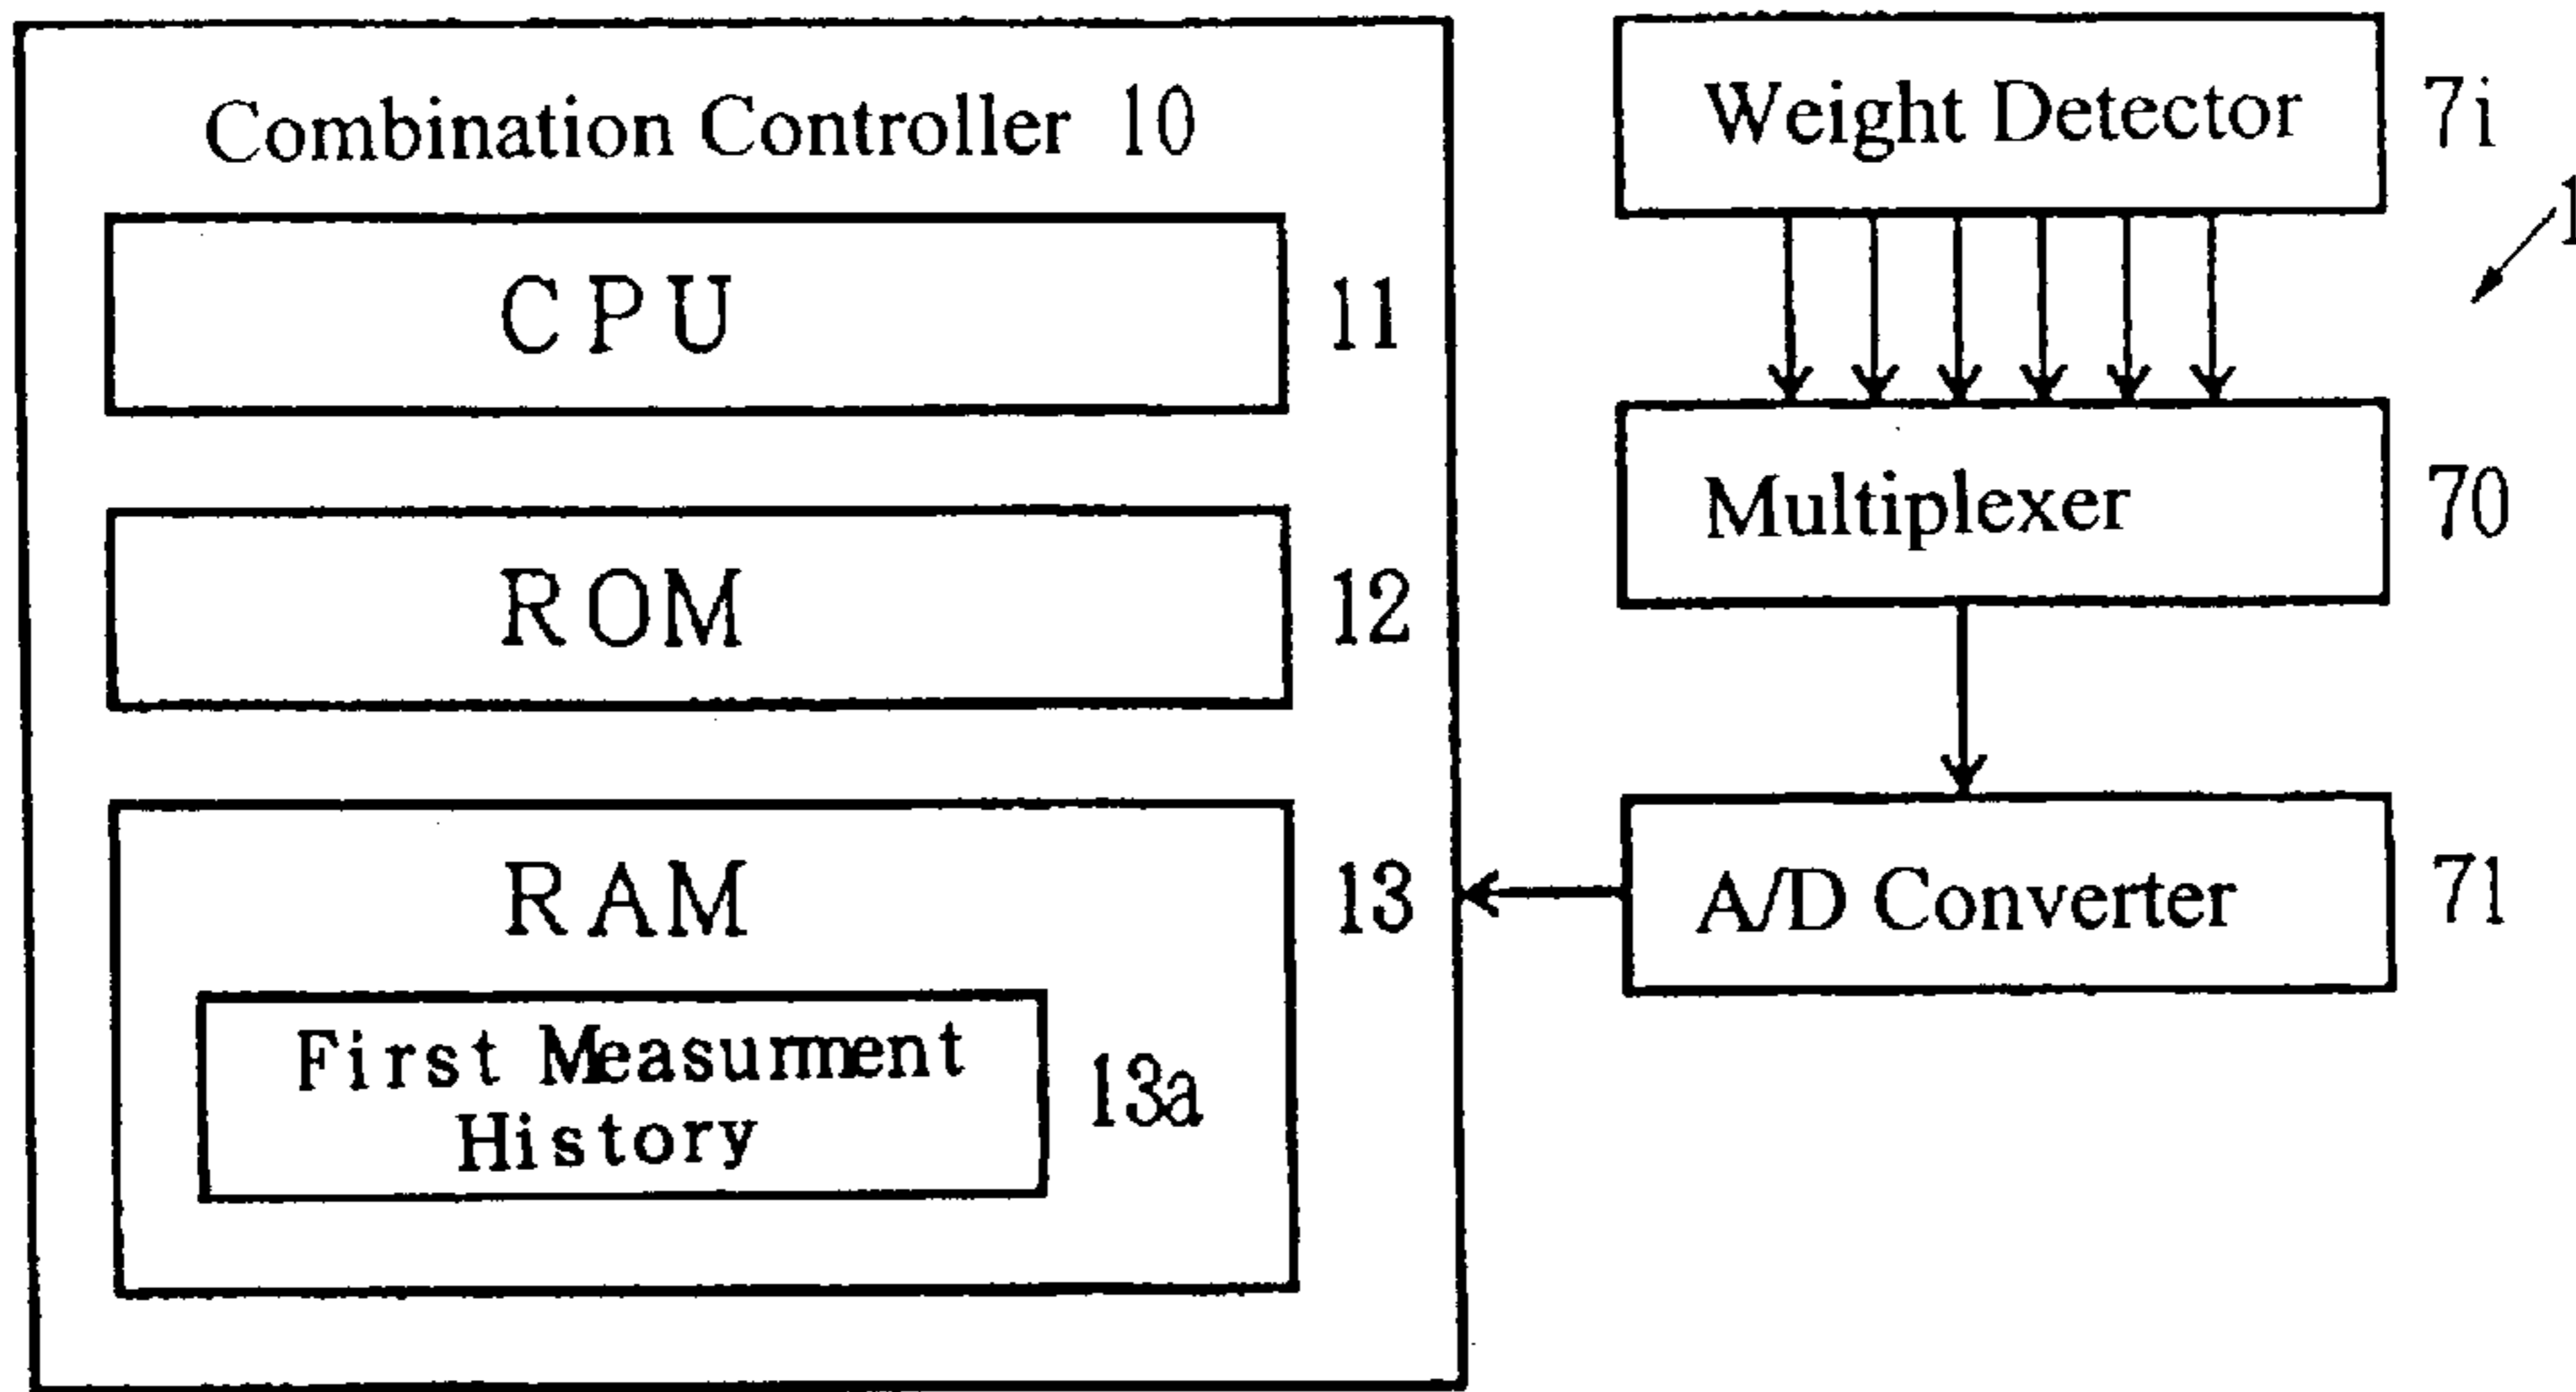 Combination Controller 10
CPU
11
ROM
12
RAM
13
First Measurment
History
13a
Weight Detector
7i
1
Multiplexer
70
A/D Converter
71